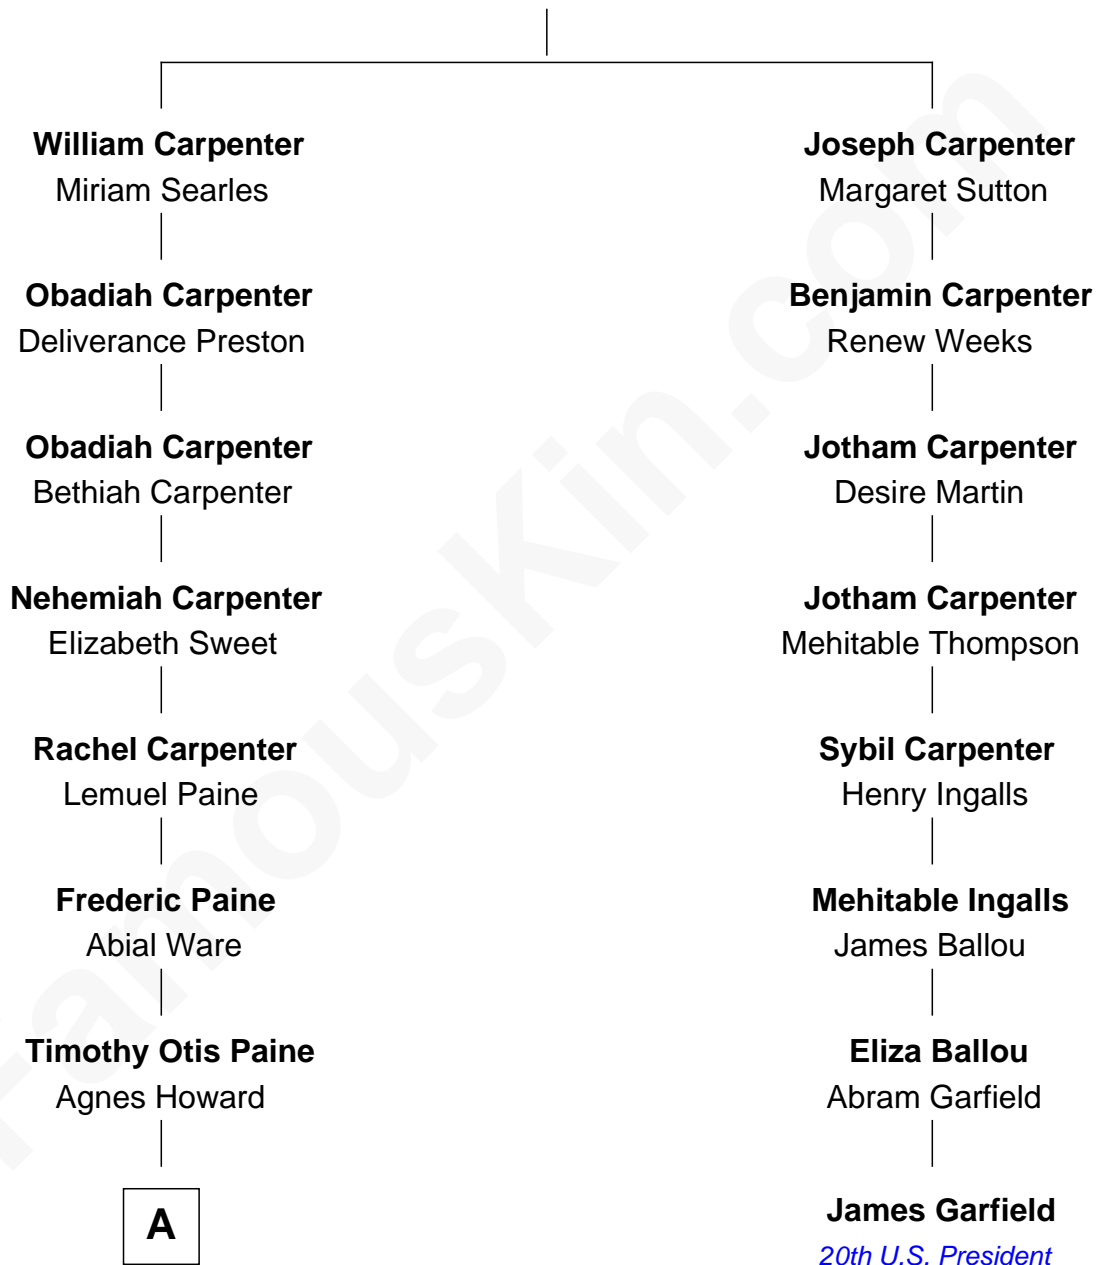 William Carpenter
Miriam Searles
Obadiah Carpenter
Deliverance Preston
Obadiah Carpenter
Bethiah Carpenter
Nehemiah Carpenter
Elizabeth Sweet
Rachel Carpenter
Lemuel Paine
Frederic Paine
Abial Ware
Timothy Otis Paine
Agnes Howard
A
Joseph Carpenter
Margaret Sutton
Benjamin Carpenter
Renew Weeks
Jotham Carpenter
Desire Martin
Jotham Carpenter
Mehitable Thompson
Sybil Carpenter
Henry Ingalls
Mehitable Ingalls
James Ballou
Eliza Ballou
Abram Garfield
James Garfield
20th U.S. President
FamousKin.com